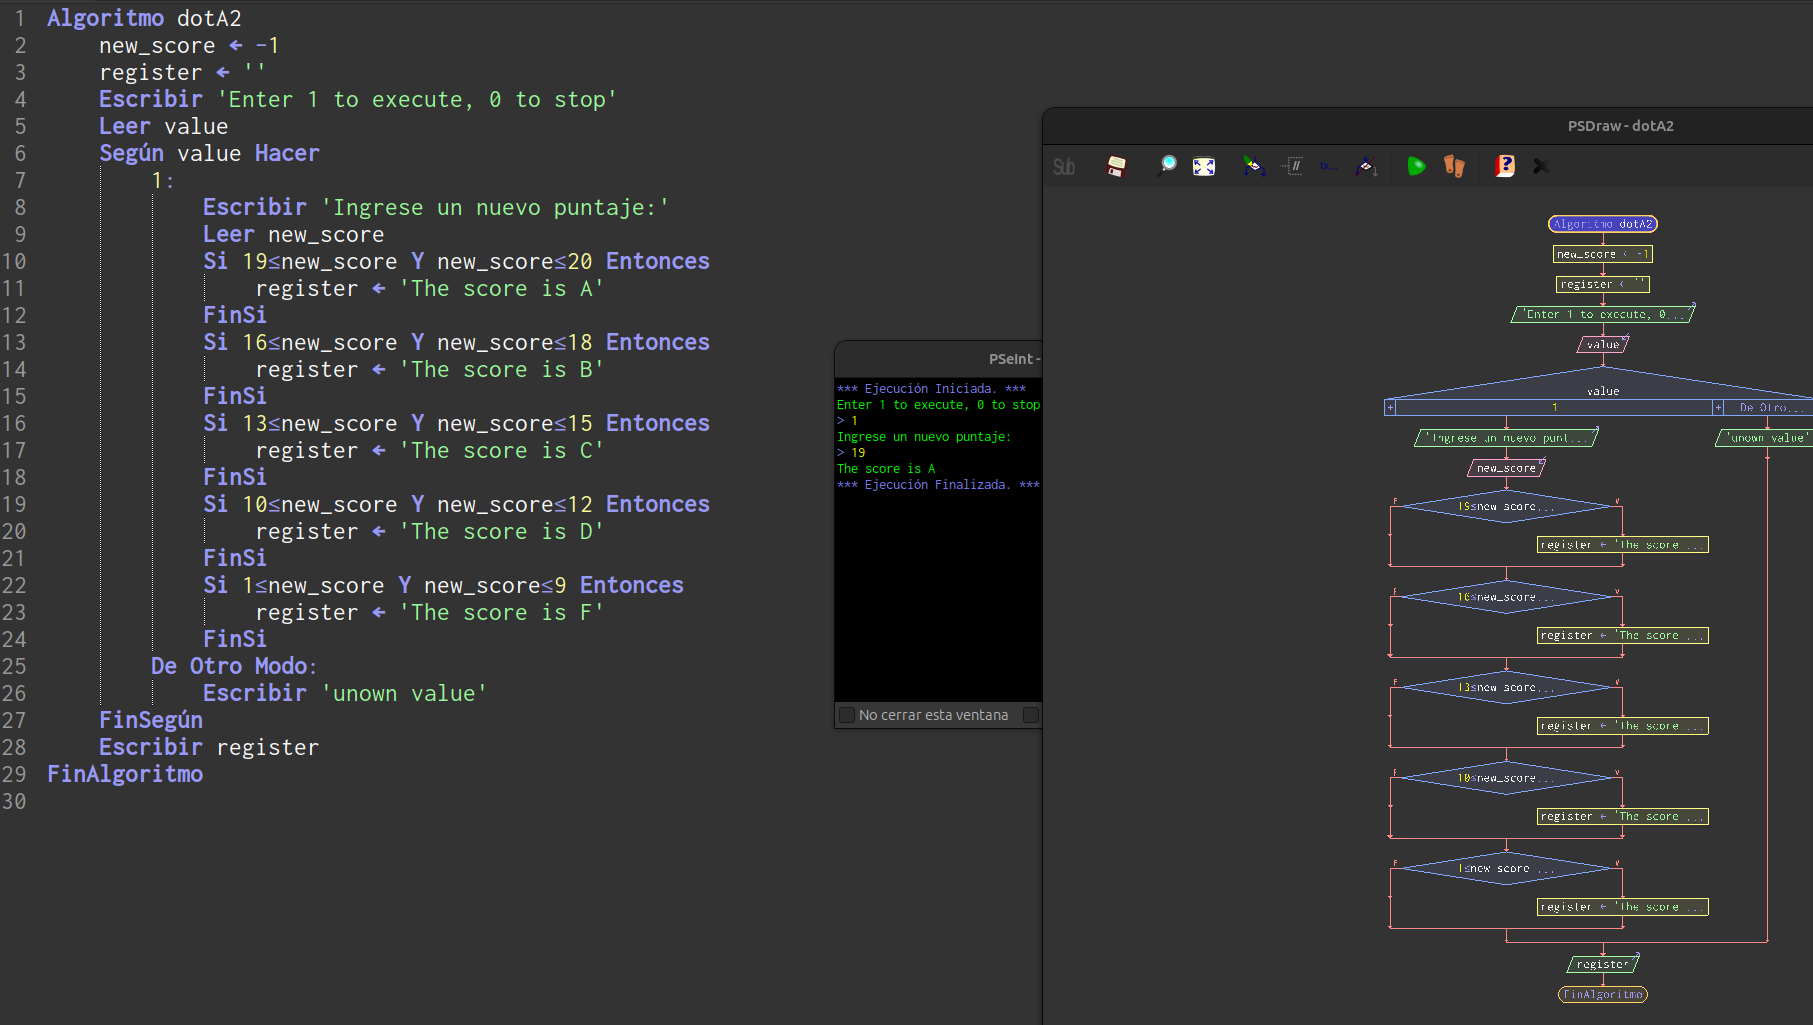 1 Algoritmo dotA2
2 new_score ← -1
3 register ← ''
4 Escribir 'Enter 1 to execute, 0 to stop'
5 Leer value
6 Según value Hacer
7 1:
8 Escribir 'Ingrese un nuevo puntaje:'
9 Leer new_score
10 Si 19≤new_score Y new_score≤20 Entonces
11 register ← 'The score is A'
12 FinSi
13 Si 16≤new_score Y new_score≤18 Entonces
14 register ← 'The score is B'
15 FinSi
16 Si 13≤new_score Y new_score≤15 Entonces
17 register ← 'The score is C'
18 FinSi
19 Si 10≤new_score Y new_score≤12 Entonces
20 register ← 'The score is D'
21 FinSi
22 Si 1≤new_score Y new_score≤9 Entonces
23 register ← 'The score is F'
24 FinSi
25 De Otro Modo:
26 Escribir 'unown value'
27 FinSegún
28 Escribir register
29 FinAlgoritmo
30
PSeInt -
*** Ejecución Iniciada. ***
Enter 1 to execute, 0 to stop
> 1
Ingrese un nuevo puntaje:
> 19
The score is A
*** Ejecución Finalizada. ***
No cerrar esta ventana
PSDraw - dotA2
Sub
Algoritmo dotA2
new_score ← -1
register ← ''
'Enter 1 to execute, 0...
value
value
+ 1 + De Otro...
'Ingrese un nuevo punt... 'unown value'
new_score
F 19≤new_score... V
register ← 'The score ...
F 16≤new_score... V
register ← 'The score ...
F 13≤new_score... V
register ← 'The score ...
F 10≤new_score... V
register ← 'The score ...
F 1≤new_score ... V
register ← 'The score ...
register
FinAlgoritmo